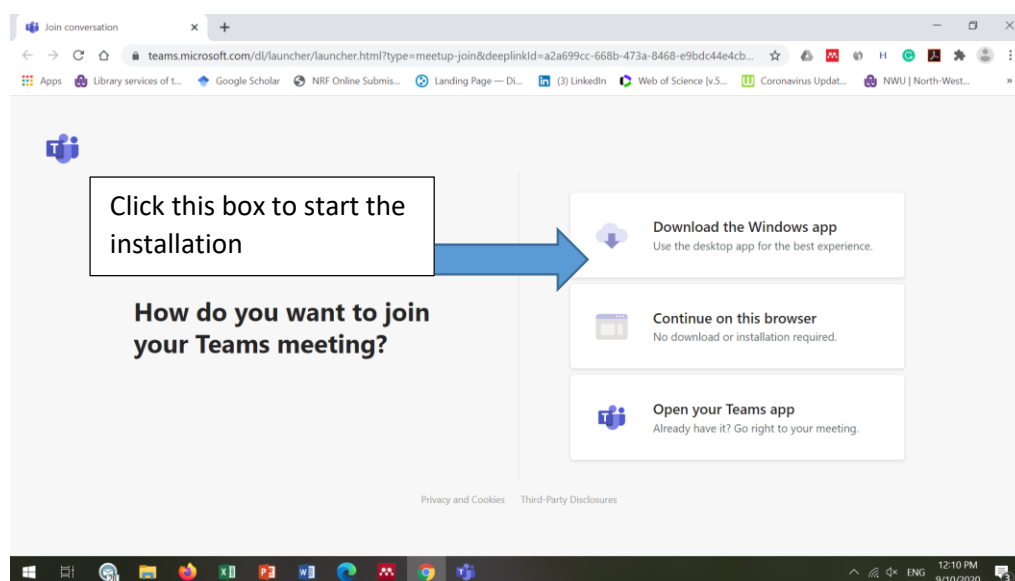 Join conversation
teams.microsoft.com/dl/launcher/launcher.html?type=meetup-join&deeplinkId=a2a699cc-668b-473a-8468-e9bdc44e4cb...
Apps Library services of t... Google Scholar NRF Online Submis... Landing Page — Di... (3) LinkedIn Web of Science [v.5... Coronavirus Updat... NWU | North-West... »
Click this box to start the
installation
How do you want to join
your Teams meeting?
Download the Windows app
Use the desktop app for the best experience.
Continue on this browser
No download or installation required.
Open your Teams app
Already have it? Go right to your meeting.
Privacy and Cookies Third-Party Disclosures
ENG 12:10 PM
9/10/2020